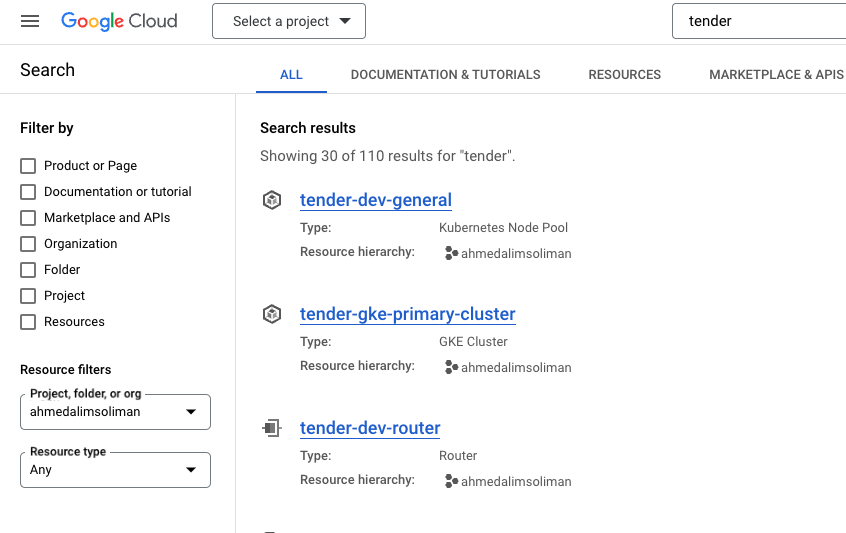 Google Cloud
Select a project
tender
Search
ALL
DOCUMENTATION & TUTORIALS
RESOURCES
MARKETPLACE & APIS
Filter by
Product or Page
Documentation or tutorial
Marketplace and APIs
Organization
Folder
Project
Resources
Resource filters
Project, folder, or org
ahmedalimsoliman
Resource type
Any
Search results
Showing 30 of 110 results for "tender".
tender-dev-general
Type: Kubernetes Node Pool
Resource hierarchy: ahmedalimsoliman
tender-gke-primary-cluster
Type: GKE Cluster
Resource hierarchy: ahmedalimsoliman
tender-dev-router
Type: Router
Resource hierarchy: ahmedalimsoliman